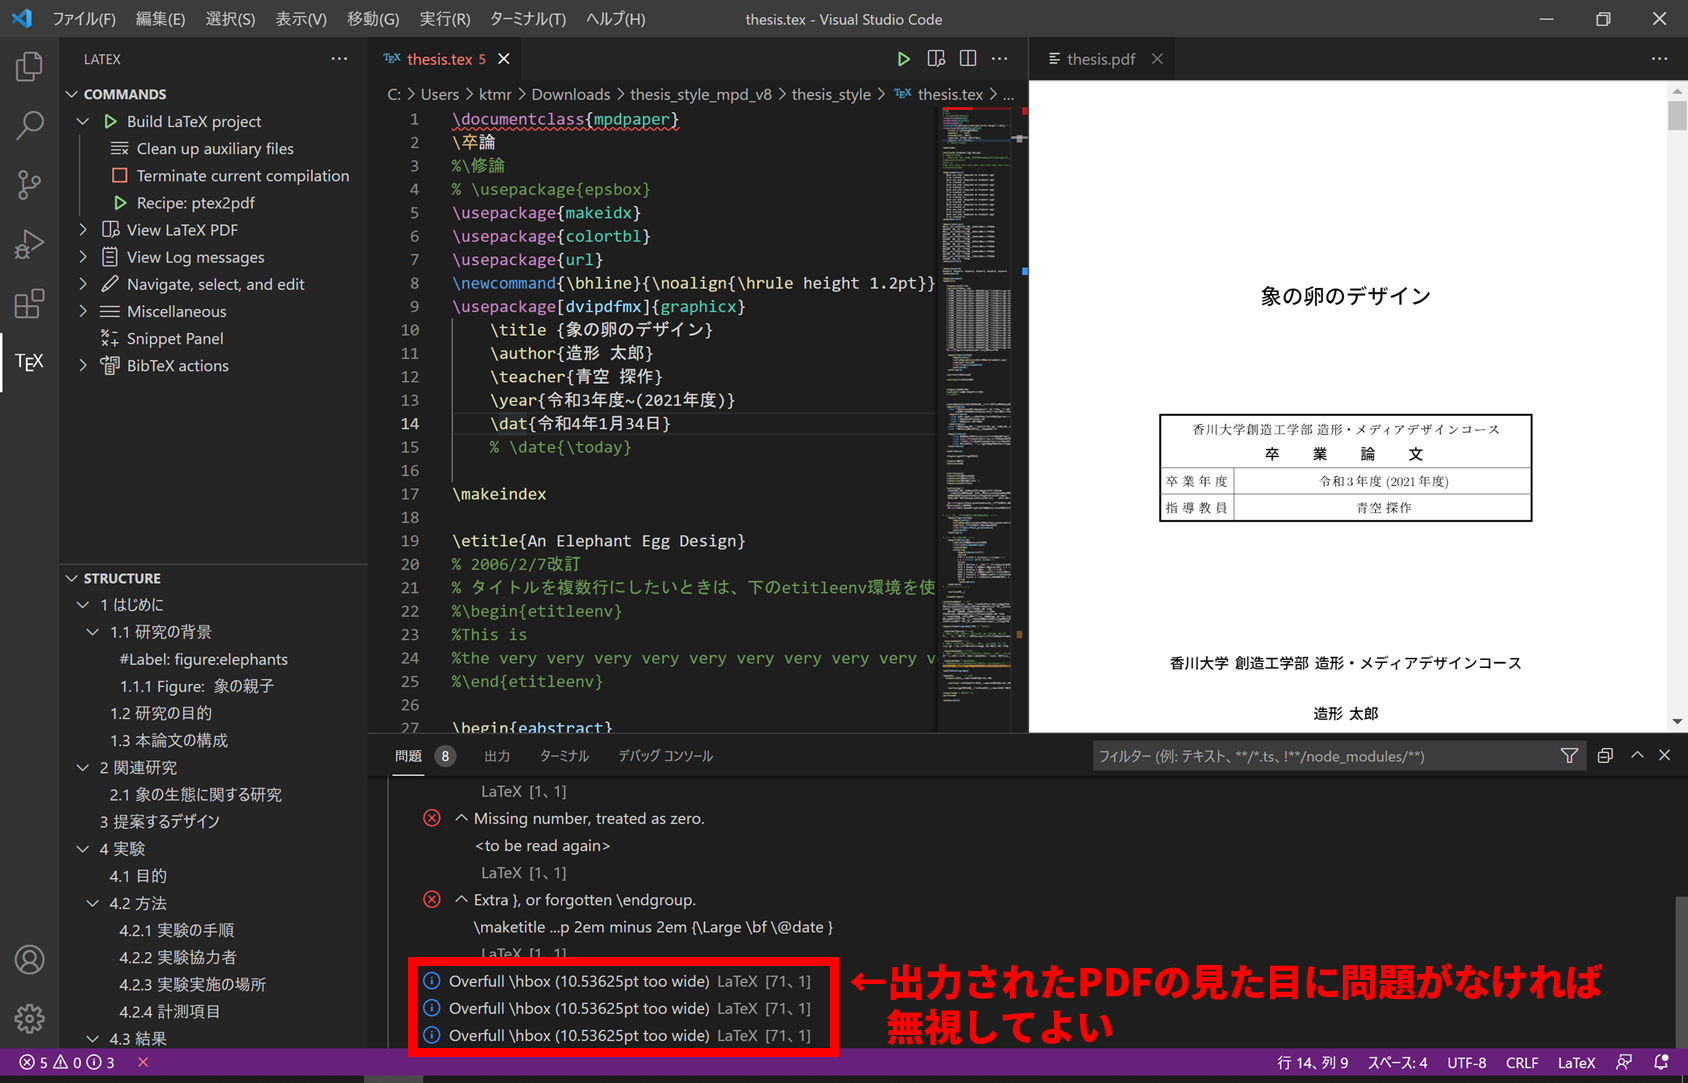 ファイル(F) 編集(E) 選択(S) 表示(V) 移動(G) 実行(R) ターミナル(T) ヘルプ(H) thesis.tex - Visual Studio Code
LATEX
COMMANDS
Build LaTeX project
Clean up auxiliary files
Terminate current compilation
Recipe: ptex2pdf
View LaTeX PDF
View Log messages
Navigate, select, and edit
Miscellaneous
Snippet Panel
BibTeX actions
TEX
STRUCTURE
1 はじめに
1.1 研究の背景
#Label: figure:elephants
1.1.1 Figure: 象の親子
1.2 研究の目的
1.3 本論文の構成
2 関連研究
2.1 象の生態に関する研究
3 提案するデザイン
4 実験
4.1 目的
4.2 方法
4.2.1 実験の手順
4.2.2 実験協力者
4.2.3 実験実施の場所
4.2.4 計測項目
4.3 結果
TEX thesis.tex 5
C: > Users > ktmr > Downloads > thesis_style_mpd_v8 > thesis_style > TEX thesis.tex > ...
1 \documentclass{mpdpaper}
2 \卒論
3 %\修論
4 % \usepackage{epsbox}
5 \usepackage{makeidx}
6 \usepackage{colortbl}
7 \usepackage{url}
8 \newcommand{\bhline}{\noalign{\hrule height 1.2pt}}
9 \usepackage[dvipdfmx]{graphicx}
10 \title {象の卵のデザイン}
11 \author{造形 太郎}
12 \teacher{青空 探作}
13 \year{令和3年度~(2021年度)}
14 \dat{令和4年1月34日}
15 % \date{\today}
16
17 \makeindex
18
19 \etitle{An Elephant Egg Design}
20 % 2006/2/7改訂
21 % タイトルを複数行にしたいときは、下のetitleenv環境を使
22 %\begin{etitleenv}
23 %This is
24 %the very very very very very very very very very v
25 %\end{etitleenv}
26
27 \begin{eabstract}
thesis.pdf
象の卵のデザイン
香川大学創造工学部 造形・メディアデザインコース
卒 業 論 文
卒業年度 令和3年度 (2021年度)
指導教員 青空 探作
香川大学 創造工学部 造形・メディアデザインコース
造形 太郎
問題 8 出力 ターミナル デバッグ コンソール フィルター (例: テキスト、**/*.ts、!**/node_modules/**)
LaTeX [1、1]
Missing number, treated as zero.
<to be read again>
LaTeX [1、1]
Extra }, or forgotten \endgroup.
\maketitle ...p 2em minus 2em {\Large \bf \@date }
LaTeX [1、1]
Overfull \hbox (10.53625pt too wide) LaTeX [71、1]
Overfull \hbox (10.53625pt too wide) LaTeX [71、1]
Overfull \hbox (10.53625pt too wide) LaTeX [71、1]
←出力されたPDFの見た目に問題がなければ
無視してよい
5 0 3 行 14、列 9 スペース: 4 UTF-8 CRLF LaTeX